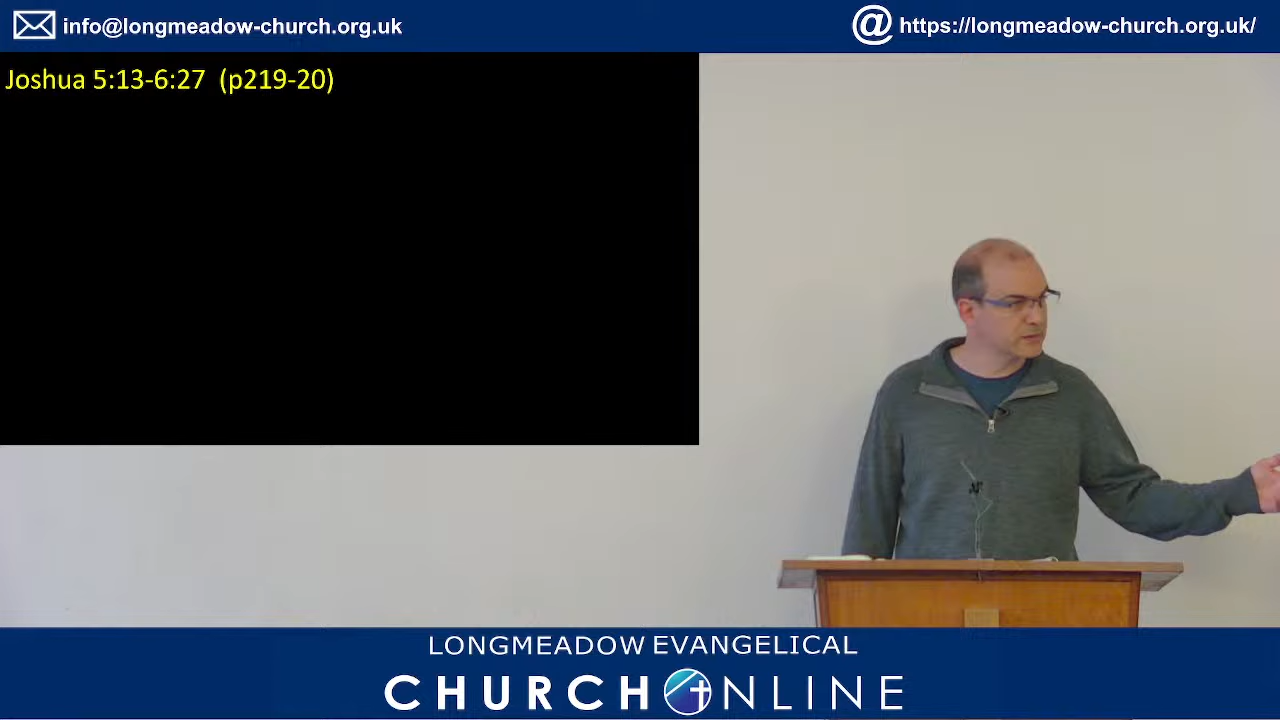 info@longmeadow-church.org.uk
@ https://longmeadow-church.org.uk/
Joshua 5:13-6:27 (p219-20)
LONGMEADOW EVANGELICAL
CHURCH ONLINE